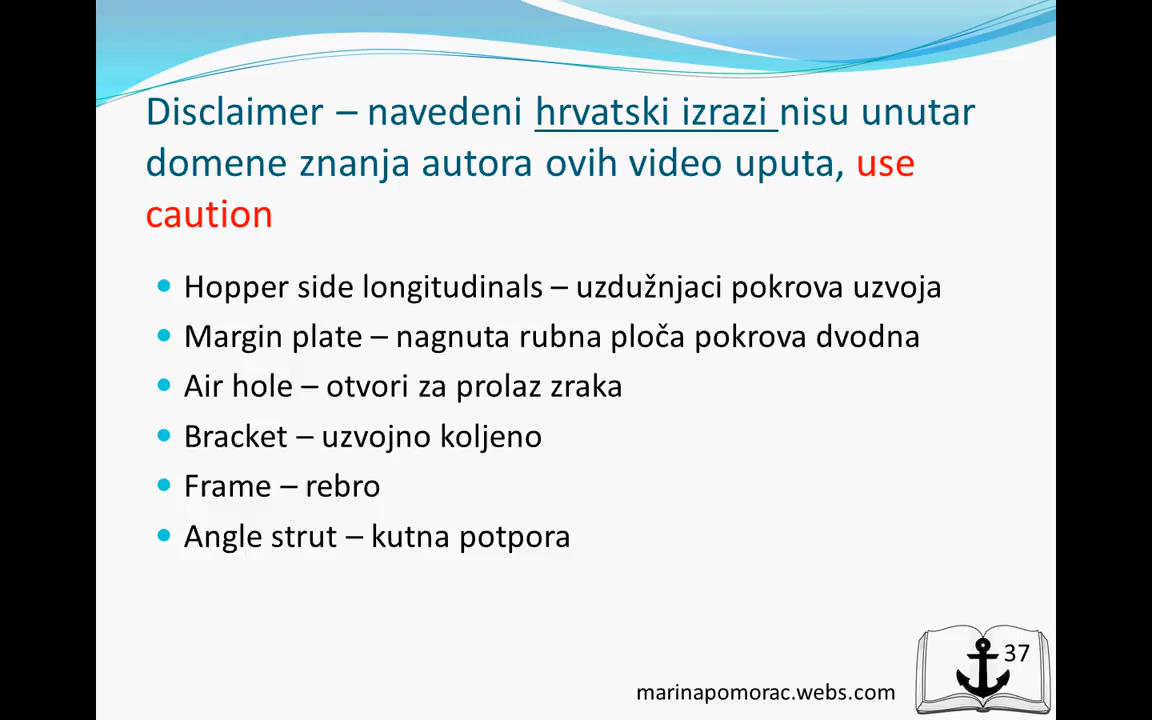 Disclaimer – navedeni hrvatski izrazi nisu unutar
domene znanja autora ovih video uputa, use
caution
Hopper side longitudinals – uzdužnjaci pokrova uzvoja
Margin plate – nagnuta rubna ploča pokrova dvodna
Air hole – otvori za prolaz zraka
Bracket – uzvojno koljeno
Frame – rebro
Angle strut – kutna potpora
37
marinapomorac.webs.com